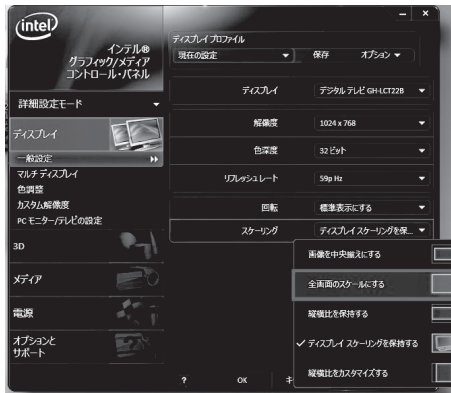 intel
インテル®
グラフィック/メディア
コントロール・パネル
ディスプレイ プロファイル
現在の設定
保存
オプション
詳細設定モード
ディスプレイ
一般設定
マルチ ディスプレイ
色調整
カスタム解像度
PC モニター/テレビの設定
3D
メディア
電源
オプションと
サポート
ディスプレイ
デジタル テレビ GH-LCT22B
解像度
1024 x 768
色深度
32 ビット
リフレッシュ レート
59p Hz
回転
標準表示にする
スケーリング
ディスプレイ スケーリングを保...
画像を中央揃えにする
全画面のスケールにする
縦横比を保持する
ディスプレイ スケーリングを保持する
縦横比をカスタマイズする
?
OK
キ